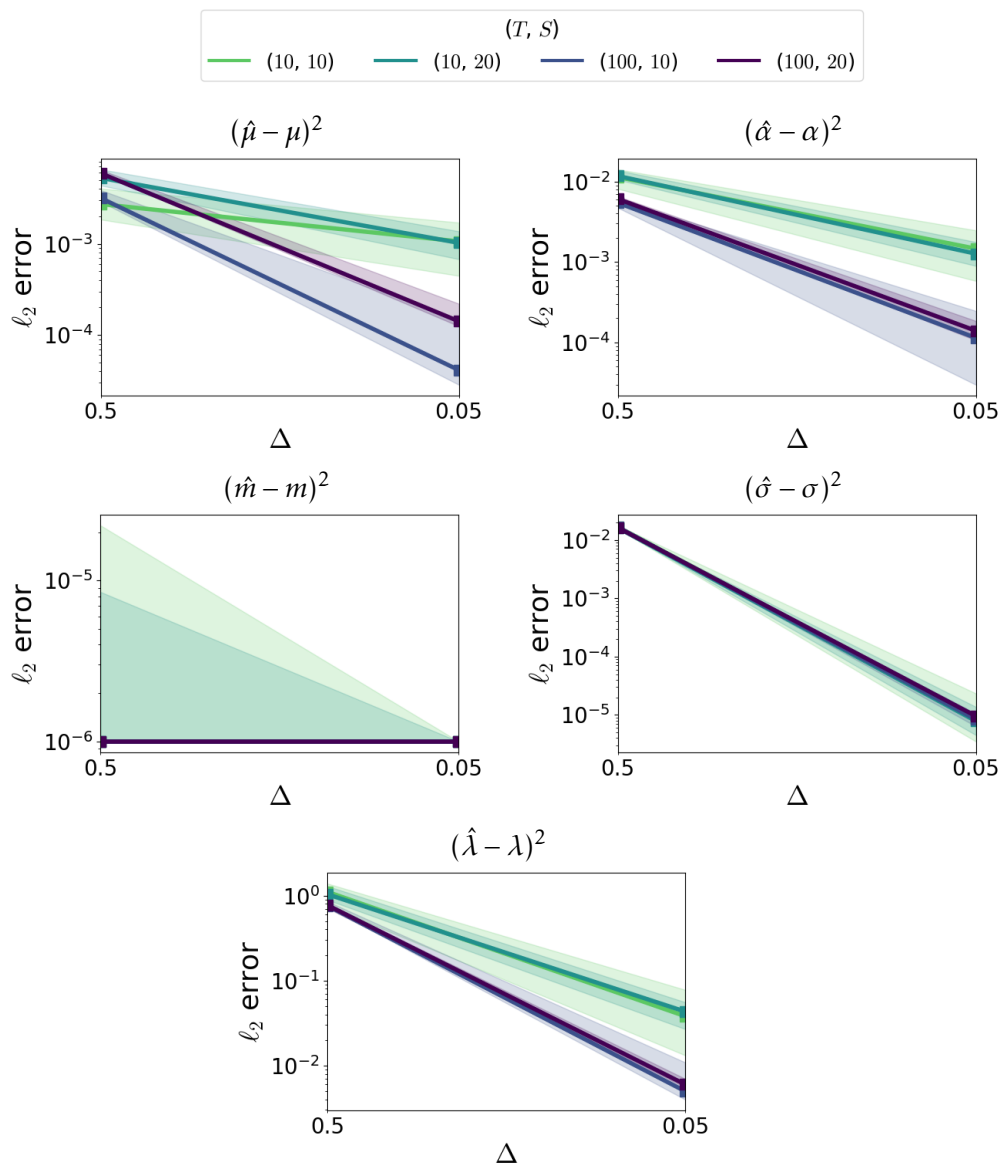 (T, S)
(10, 10) (10, 20) (100, 10) (100, 20)
(μ̂ − μ)² (α̂ − α)²
10⁻³
10⁻⁴
ℓ₂ error
0.5 0.05
Δ
10⁻²
10⁻³
10⁻⁴
ℓ₂ error
0.5 0.05
Δ
(m̂ − m)² (σ̂ − σ)²
10⁻⁵
10⁻⁶
ℓ₂ error
0.5 0.05
Δ
10⁻²
10⁻³
10⁻⁴
10⁻⁵
ℓ₂ error
0.5 0.05
Δ
(λ̂ − λ)²
10⁰
10⁻¹
10⁻²
ℓ₂ error
0.5 0.05
Δ